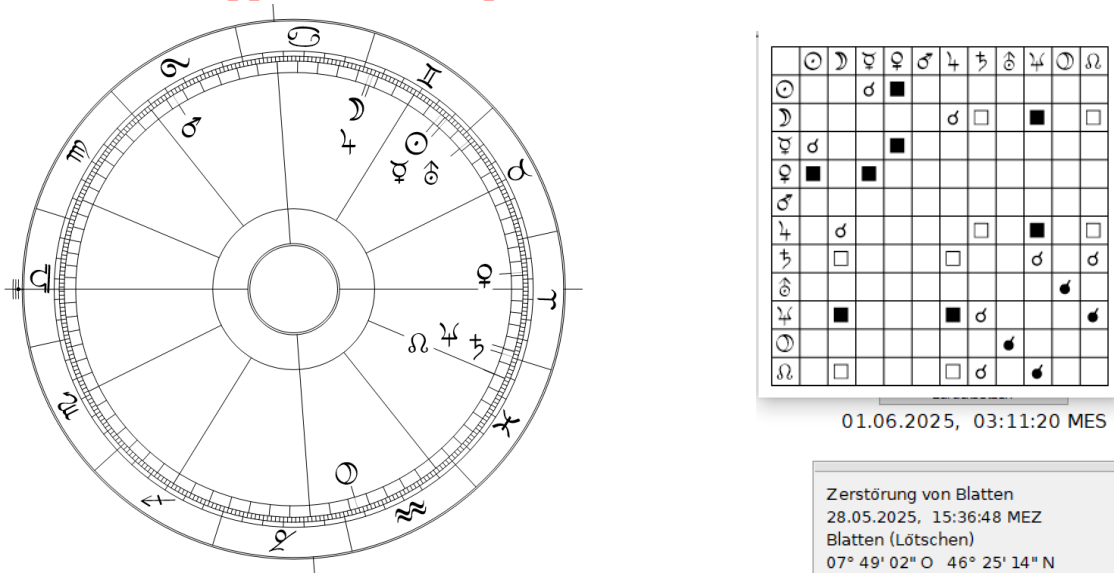 01.06.2025, 03:11:20 MES
Zerstörung von Blatten
28.05.2025, 15:36:48 MEZ
Blatten (Lötschen)
07° 49' 02" O 46° 25' 14" N